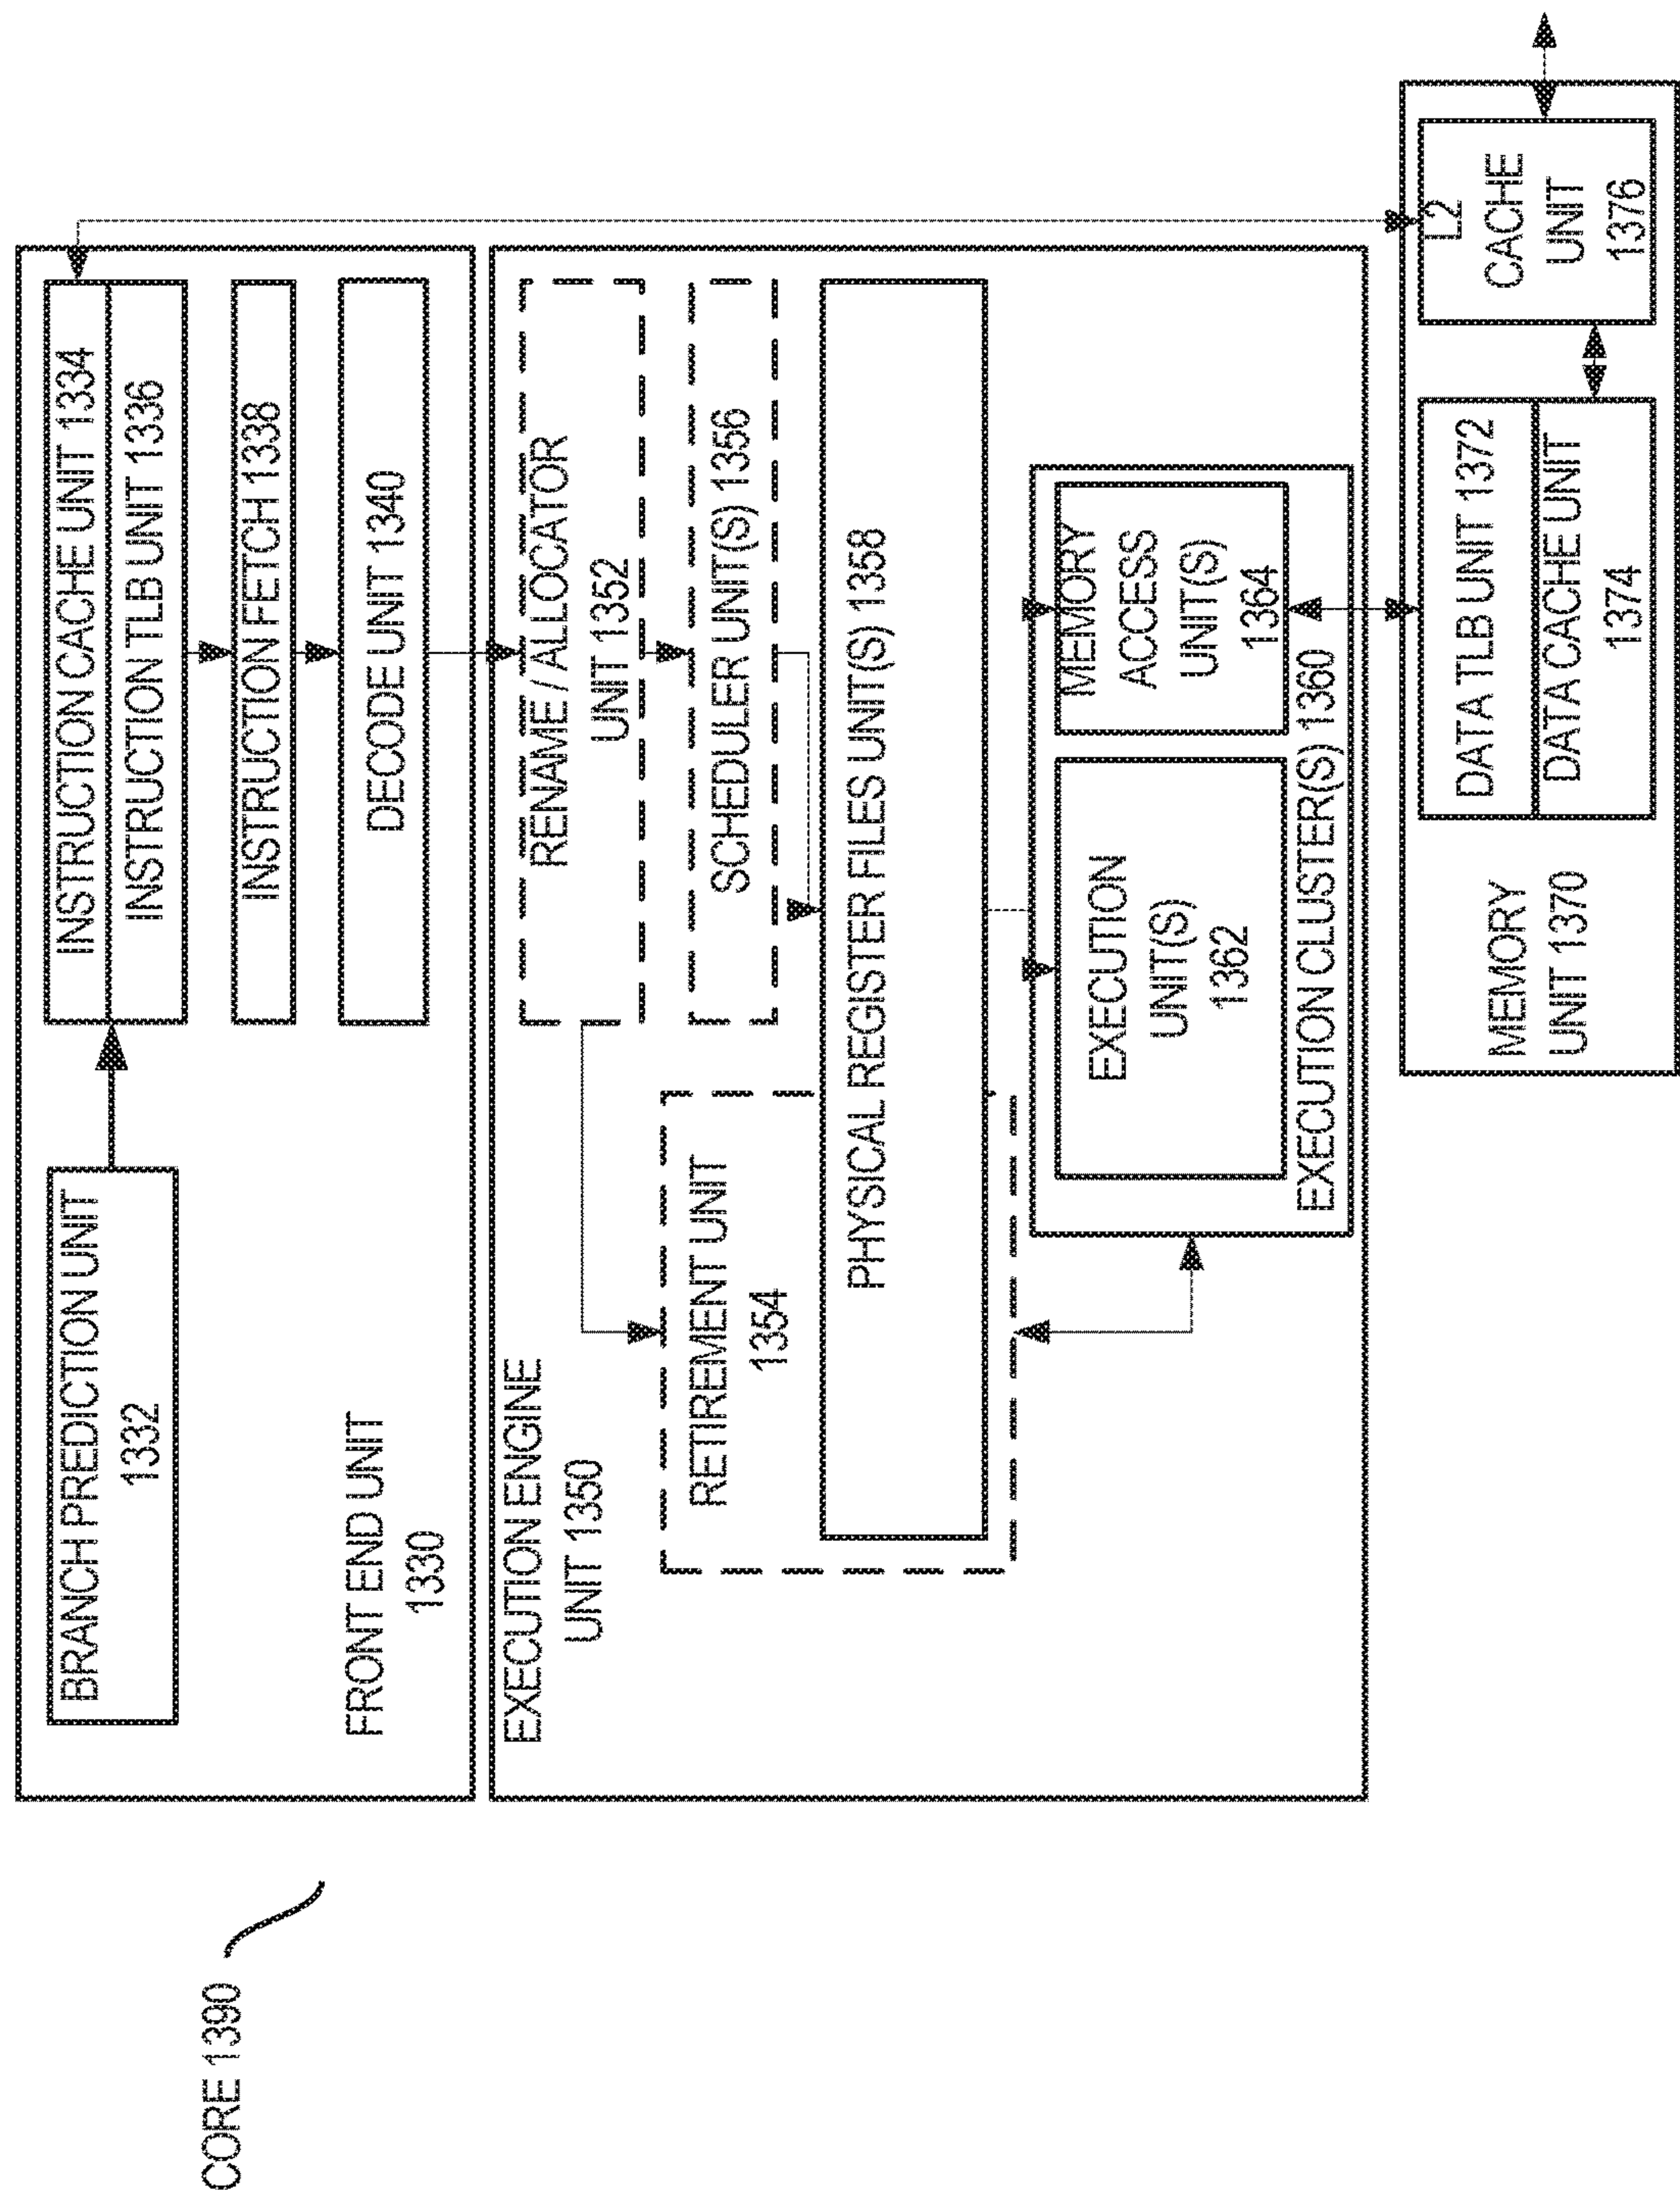 CORE 1390
BRANCH PREDICTION UNIT
1332
INSTRUCTION CACHE UNIT 1334
INSTRUCTION TLB UNIT 1336
INSTRUCTION FETCH 1338
DECODE UNIT 1340
FRONT END UNIT
1330
EXECUTION ENGINE
UNIT 1350
RENAME / ALLOCATOR
UNIT 1352
RETIREMENT UNIT
1354
SCHEDULER UNIT(S) 1356
PHYSICAL REGISTER FILES UNIT(S) 1358
EXECUTION
UNIT(S)
1362
MEMORY
ACCESS
UNIT(S)
1364
EXECUTION CLUSTER(S) 1360
MEMORY
UNIT 1370
DATA TLB UNIT 1372
DATA CACHE UNIT
1374
L2
CACHE
UNIT
1376